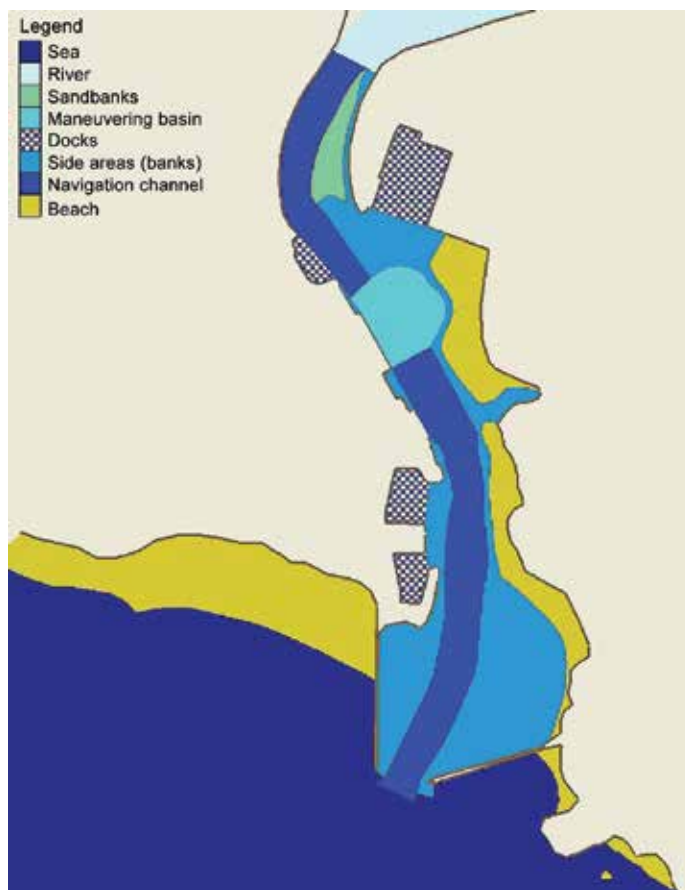 Legend
Sea
River
Sandbanks
Maneuvering basin
Docks
Side areas (banks)
Navigation channel
Beach